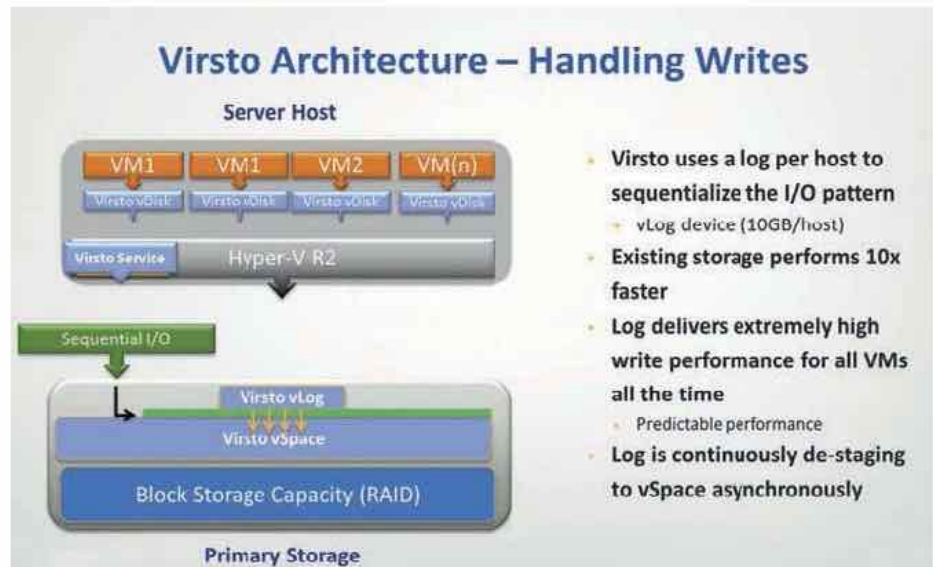 Virsto Architecture – Handling Writes
Server Host
VM1 VM1 VM2 VM(n)
Virsto vDisk Virsto vDisk Virsto vDisk Virsto vDisk
Virsto Service Hyper-V R2
Sequential I/O
Virsto vLog
Virsto vSpace
Block Storage Capacity (RAID)
Primary Storage
Virsto uses a log per host to
sequentialize the I/O pattern
vLog device (10GB/host)
Existing storage performs 10x
faster
Log delivers extremely high
write performance for all VMs
all the time
Predictable performance
Log is continuously de-staging
to vSpace asynchronously